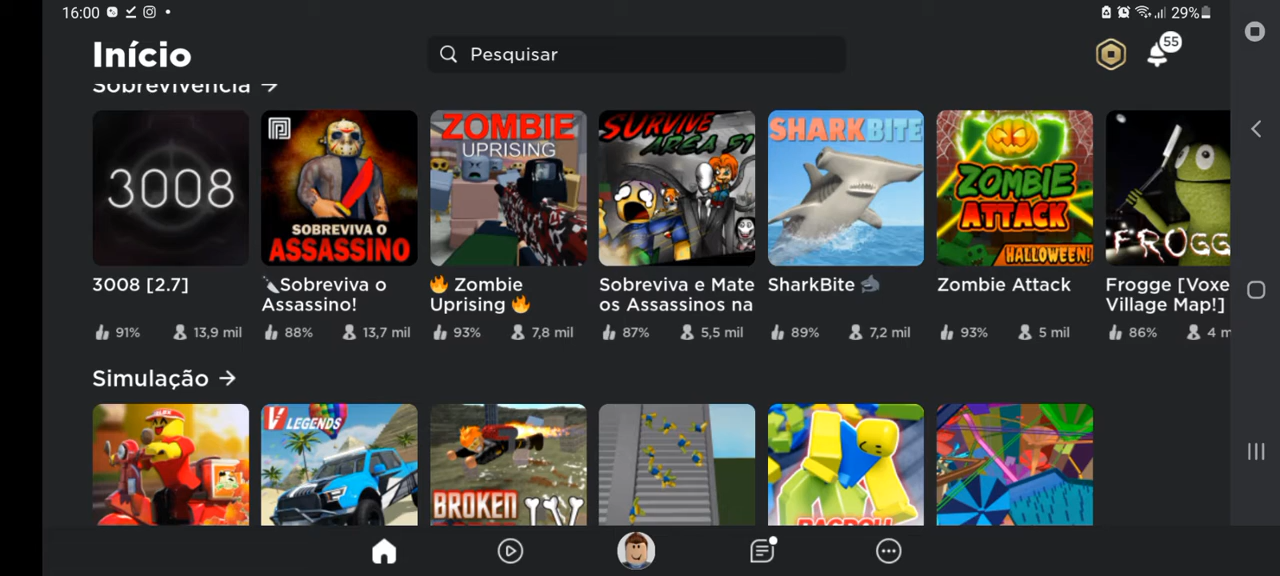 16:00
29%
Início
Pesquisar
55
Sobrevivência →
3008
SOBREVIVA O
ASSASSINO
ZOMBIE
UPRISING
SURVIVE
AREA 51
SHARKBITE
ZOMBIE
ATTACK
HALLOWEEN!
FROGG
3008 [2.7]
🔪Sobreviva o
Assassino!
🔥 Zombie
Uprising 🔥
Sobreviva e Mate
os Assassinos na
SharkBite 🦈
Zombie Attack
Frogge [Voxe
Village Map!]
91% 13,9 mil
88% 13,7 mil
93% 7,8 mil
87% 5,5 mil
89% 7,2 mil
93% 5 mil
86% 4 m
Simulação →
V LEGENDS
BROKEN
RAGDOLL